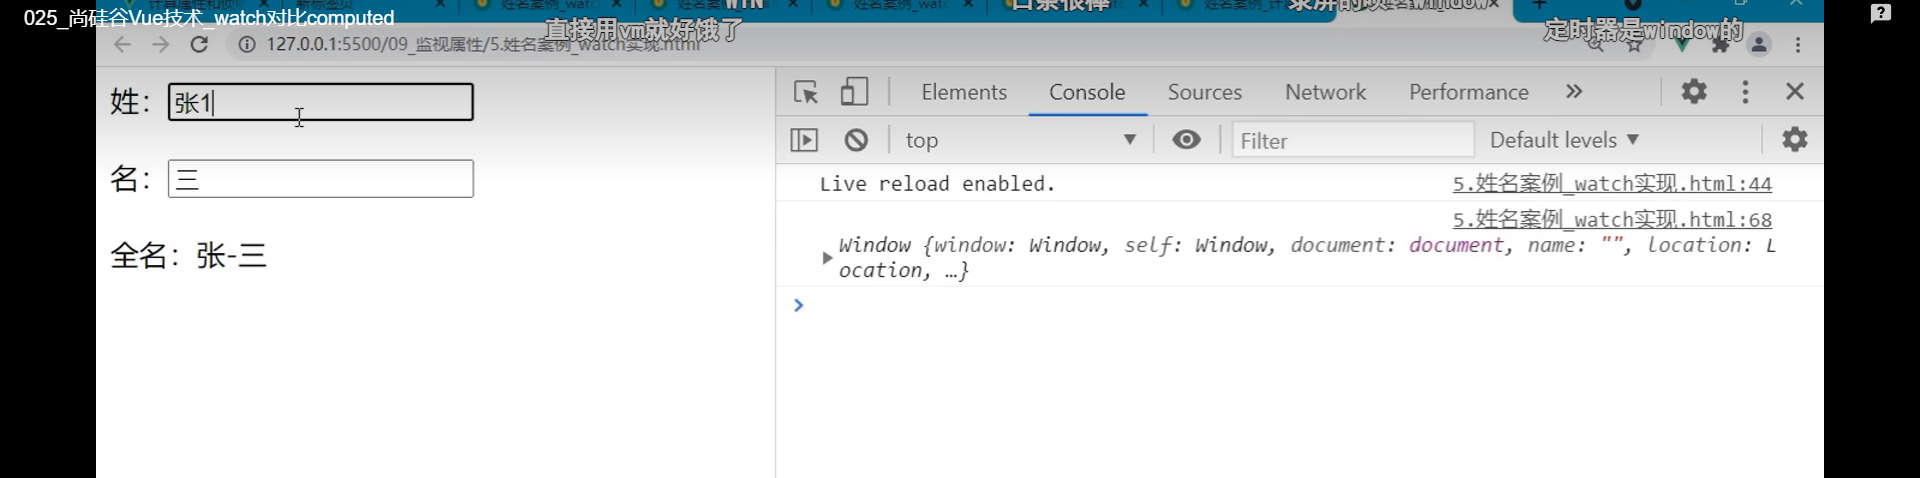 025_尚硅谷Vue技术_watch对比computed
新标签页
直接用vm就好饿了
定时器是window的
127.0.0.1:5500/09_监视属性/5.姓名案例_watch实现.html
姓：张1
名：三
全名：张-三
Elements Console Sources Network Performance »
top Filter Default levels
Live reload enabled. 5.姓名案例_watch实现.html:44
5.姓名案例_watch实现.html:68
Window {window: Window, self: Window, document: document, name: "", location: L
ocation, …}